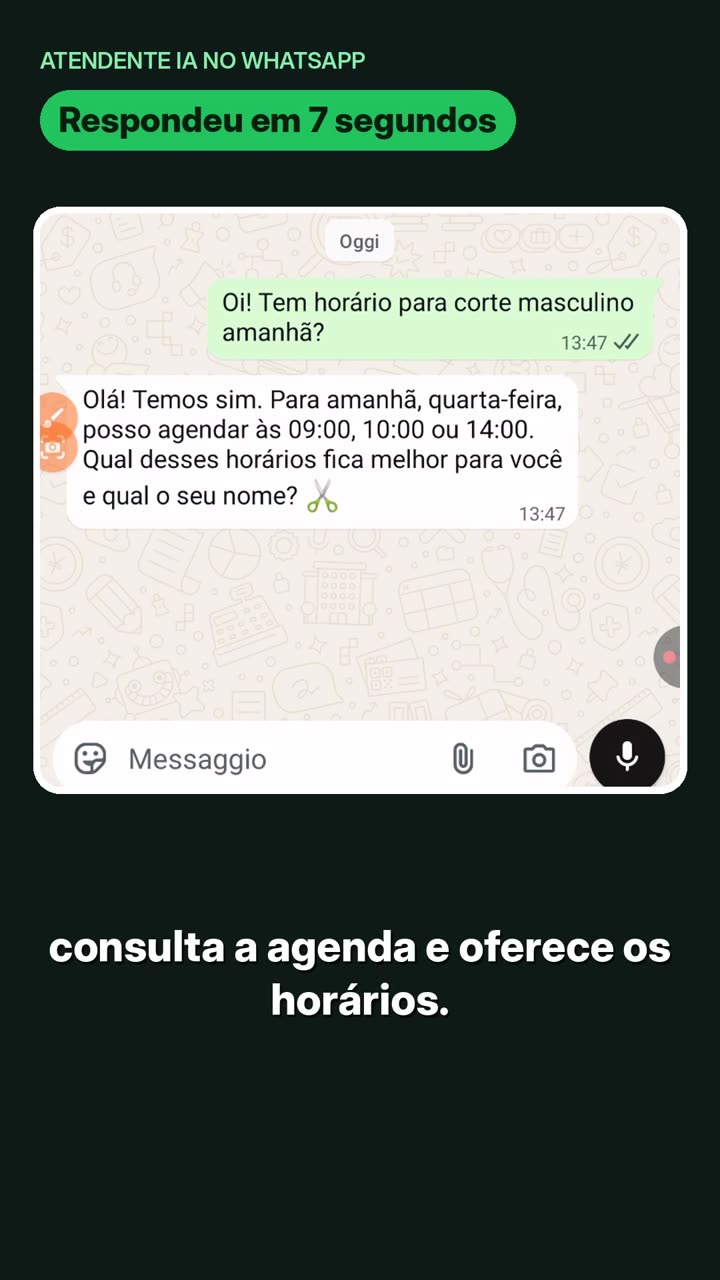 ATENDENTE IA NO WHATSAPP
Respondeu em 7 segundos
Oggi
Oi! Tem horário para corte masculino
amanhã?
13:47
Olá! Temos sim. Para amanhã, quarta-feira,
posso agendar às 09:00, 10:00 ou 14:00.
Qual desses horários fica melhor para você
e qual o seu nome?
13:47
Messaggio
consulta a agenda e oferece os
horários.